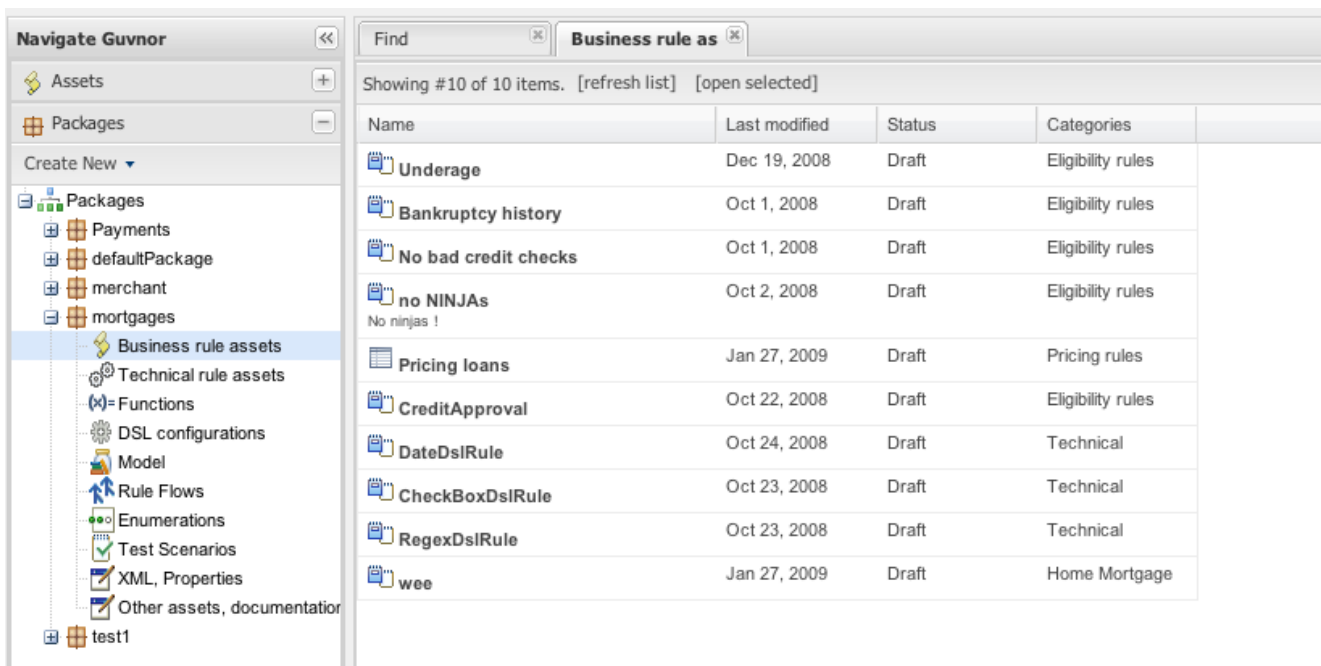 Navigate Guvnor
Assets
Packages
Create New
Packages
Payments
defaultPackage
merchant
mortgages
Business rule assets
Technical rule assets
(x)= Functions
DSL configurations
Model
Rule Flows
Enumerations
Test Scenarios
XML, Properties
Other assets, documentation
test1
Find Business rule as
Showing #10 of 10 items. [refresh list] [open selected]
Name Last modified Status Categories
Underage Dec 19, 2008 Draft Eligibility rules
Bankruptcy history Oct 1, 2008 Draft Eligibility rules
No bad credit checks Oct 1, 2008 Draft Eligibility rules
no NINJAs Oct 2, 2008 Draft Eligibility rules
No ninjas !
Pricing loans Jan 27, 2009 Draft Pricing rules
CreditApproval Oct 22, 2008 Draft Eligibility rules
DateDslRule Oct 24, 2008 Draft Technical
CheckBoxDslRule Oct 23, 2008 Draft Technical
RegexDslRule Oct 23, 2008 Draft Technical
wee Jan 27, 2009 Draft Home Mortgage